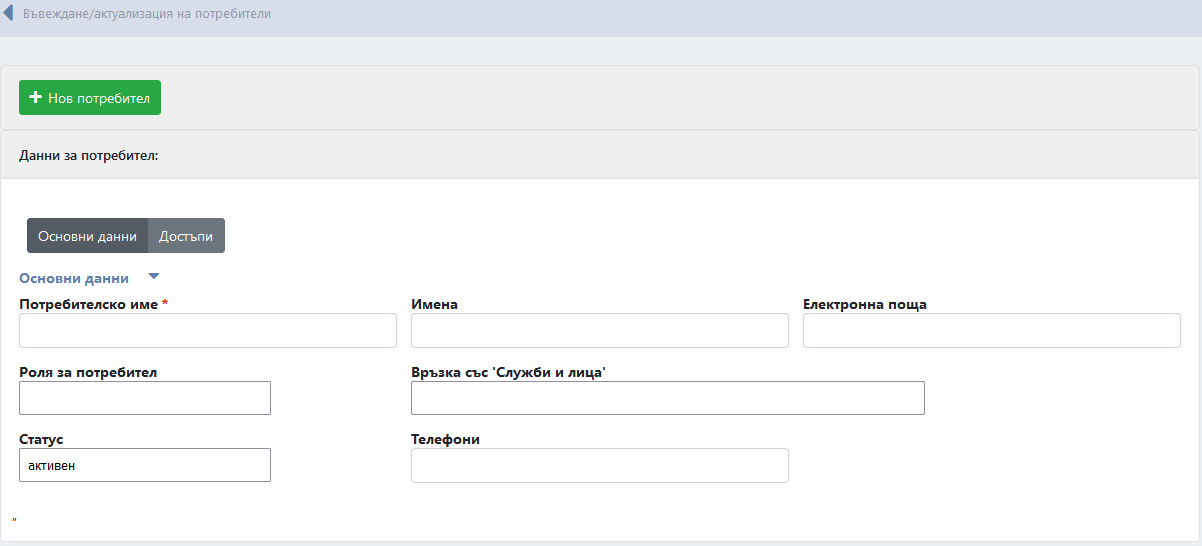 Въвеждане/актуализация на потребители
Нов потребител
Данни за потребител:
Основни данни Достъпи
Основни данни
Потребителско име * Имена Електронна поща
Роля за потребител Връзка със 'Служби и лица'
Статус Телефони
активен
"